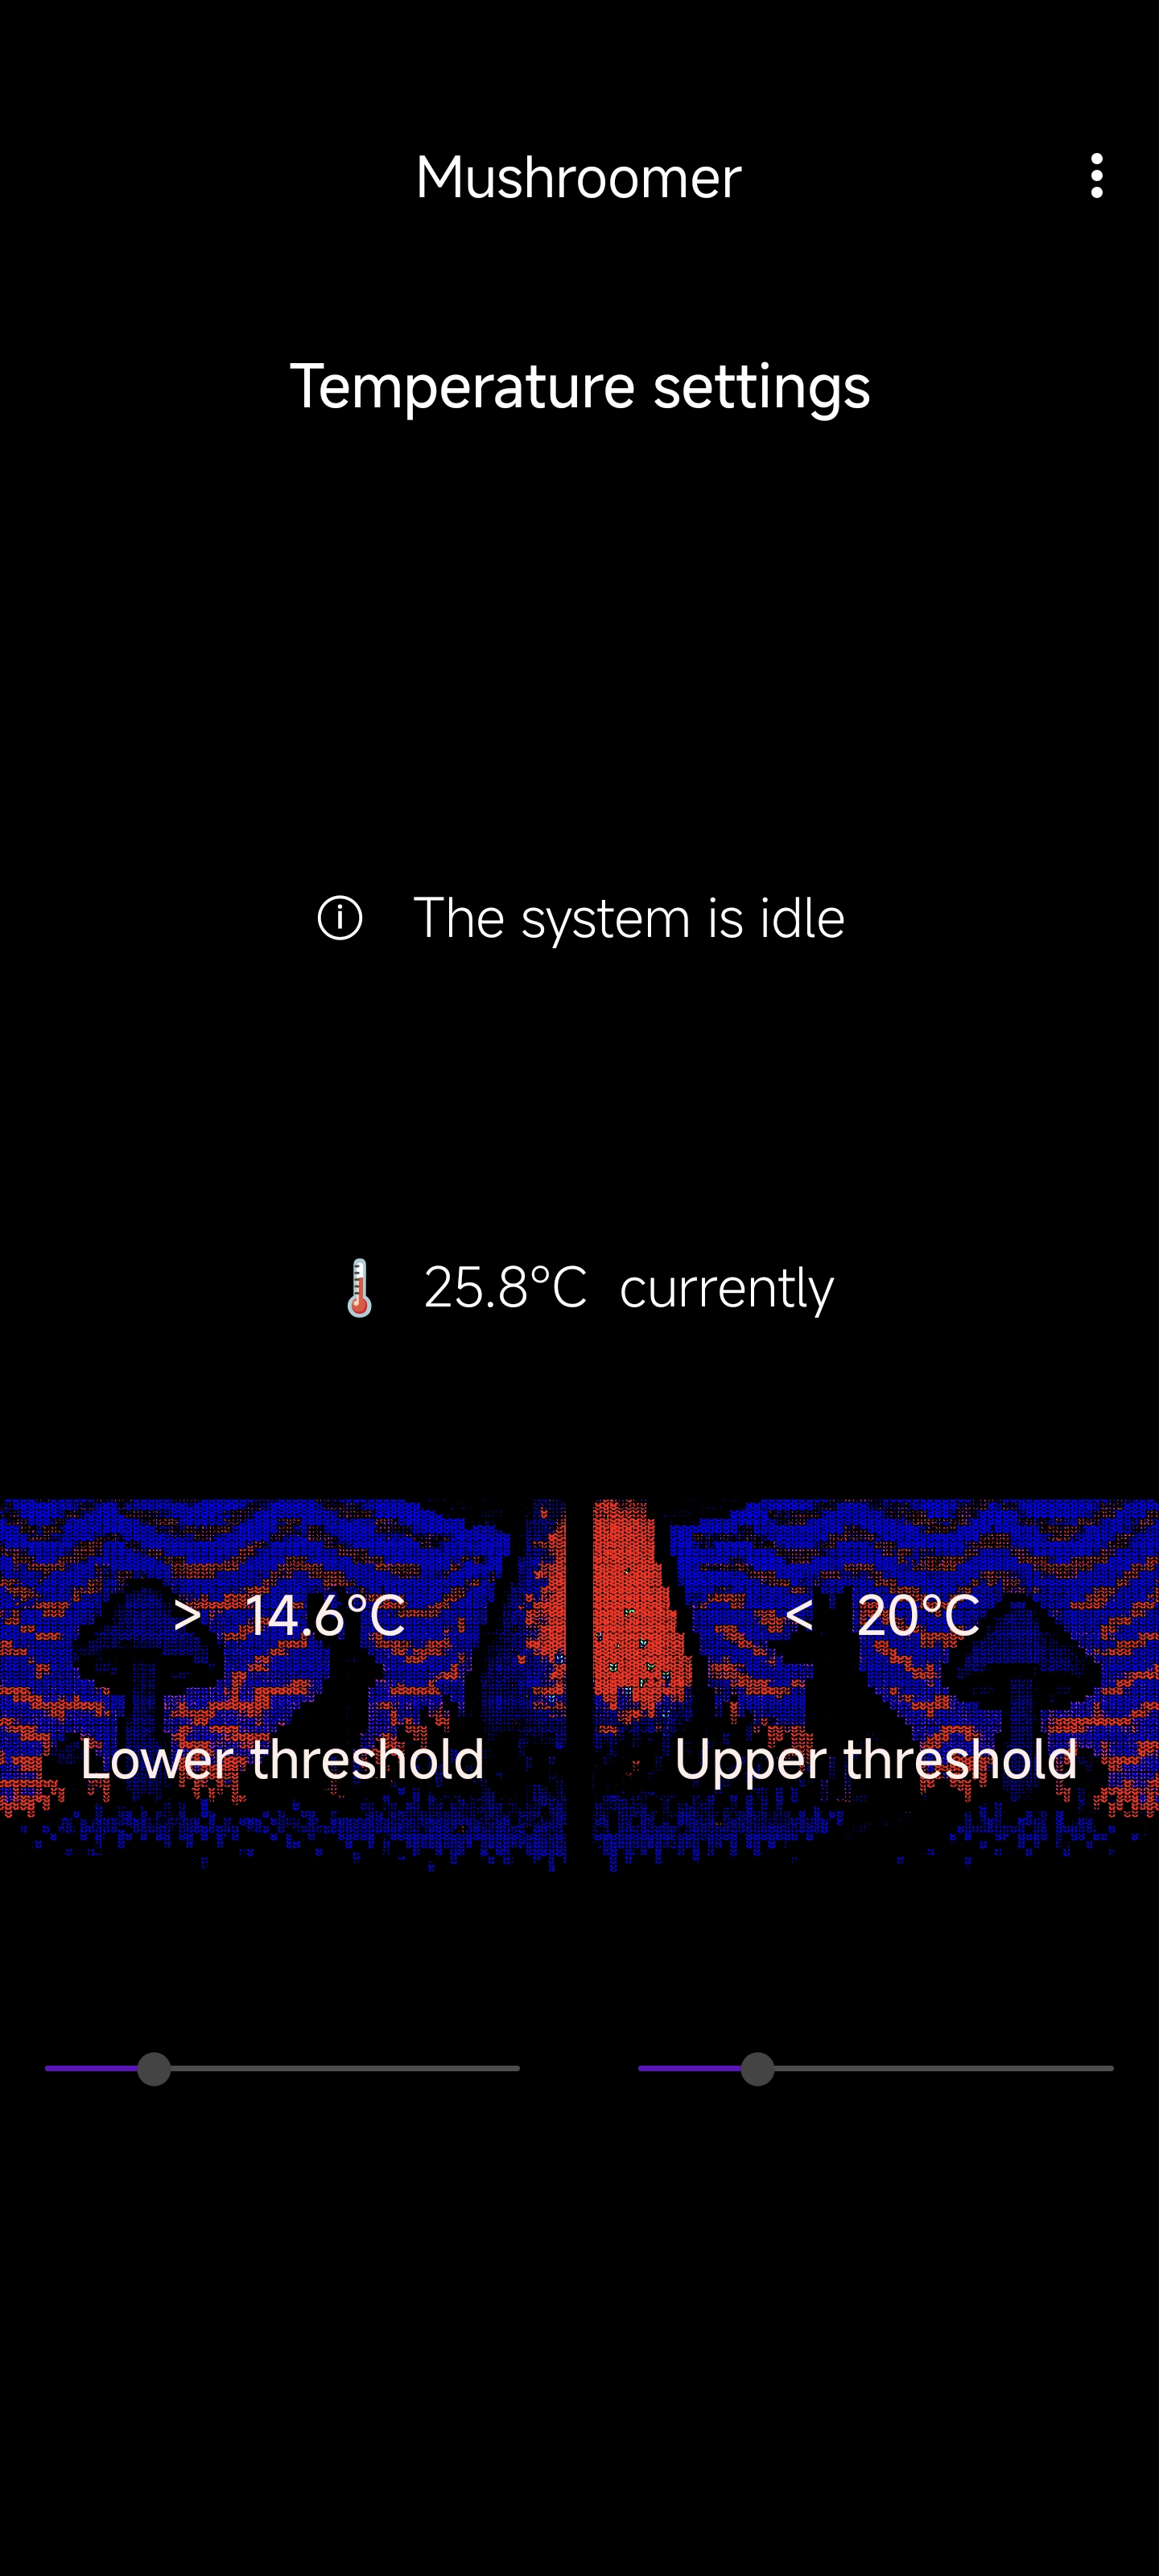 Mushroomer
Temperature settings
The system is idle
25.8°C currently
> 14.6°C
Lower threshold
< 20°C
Upper threshold